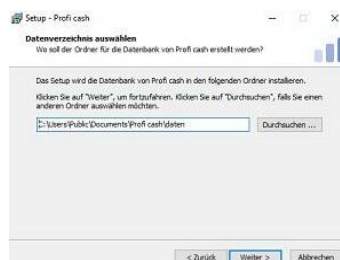 Setup - Profi cash
Datenverzeichnis auswählen
Wo soll der Ordner für die Datenbank von Profi cash erstellt werden?
Das Setup wird die Datenbank von Profi cash in den folgenden Ordner installieren.
Klicken Sie auf "Weiter", um fortzufahren. Klicken Sie auf "Durchsuchen", falls Sie einen
anderen Ordner auswählen möchten.
C:\Users\Public\Documents\Profi cash\daten
Durchsuchen ...
< Zurück
Weiter >
Abbrechen